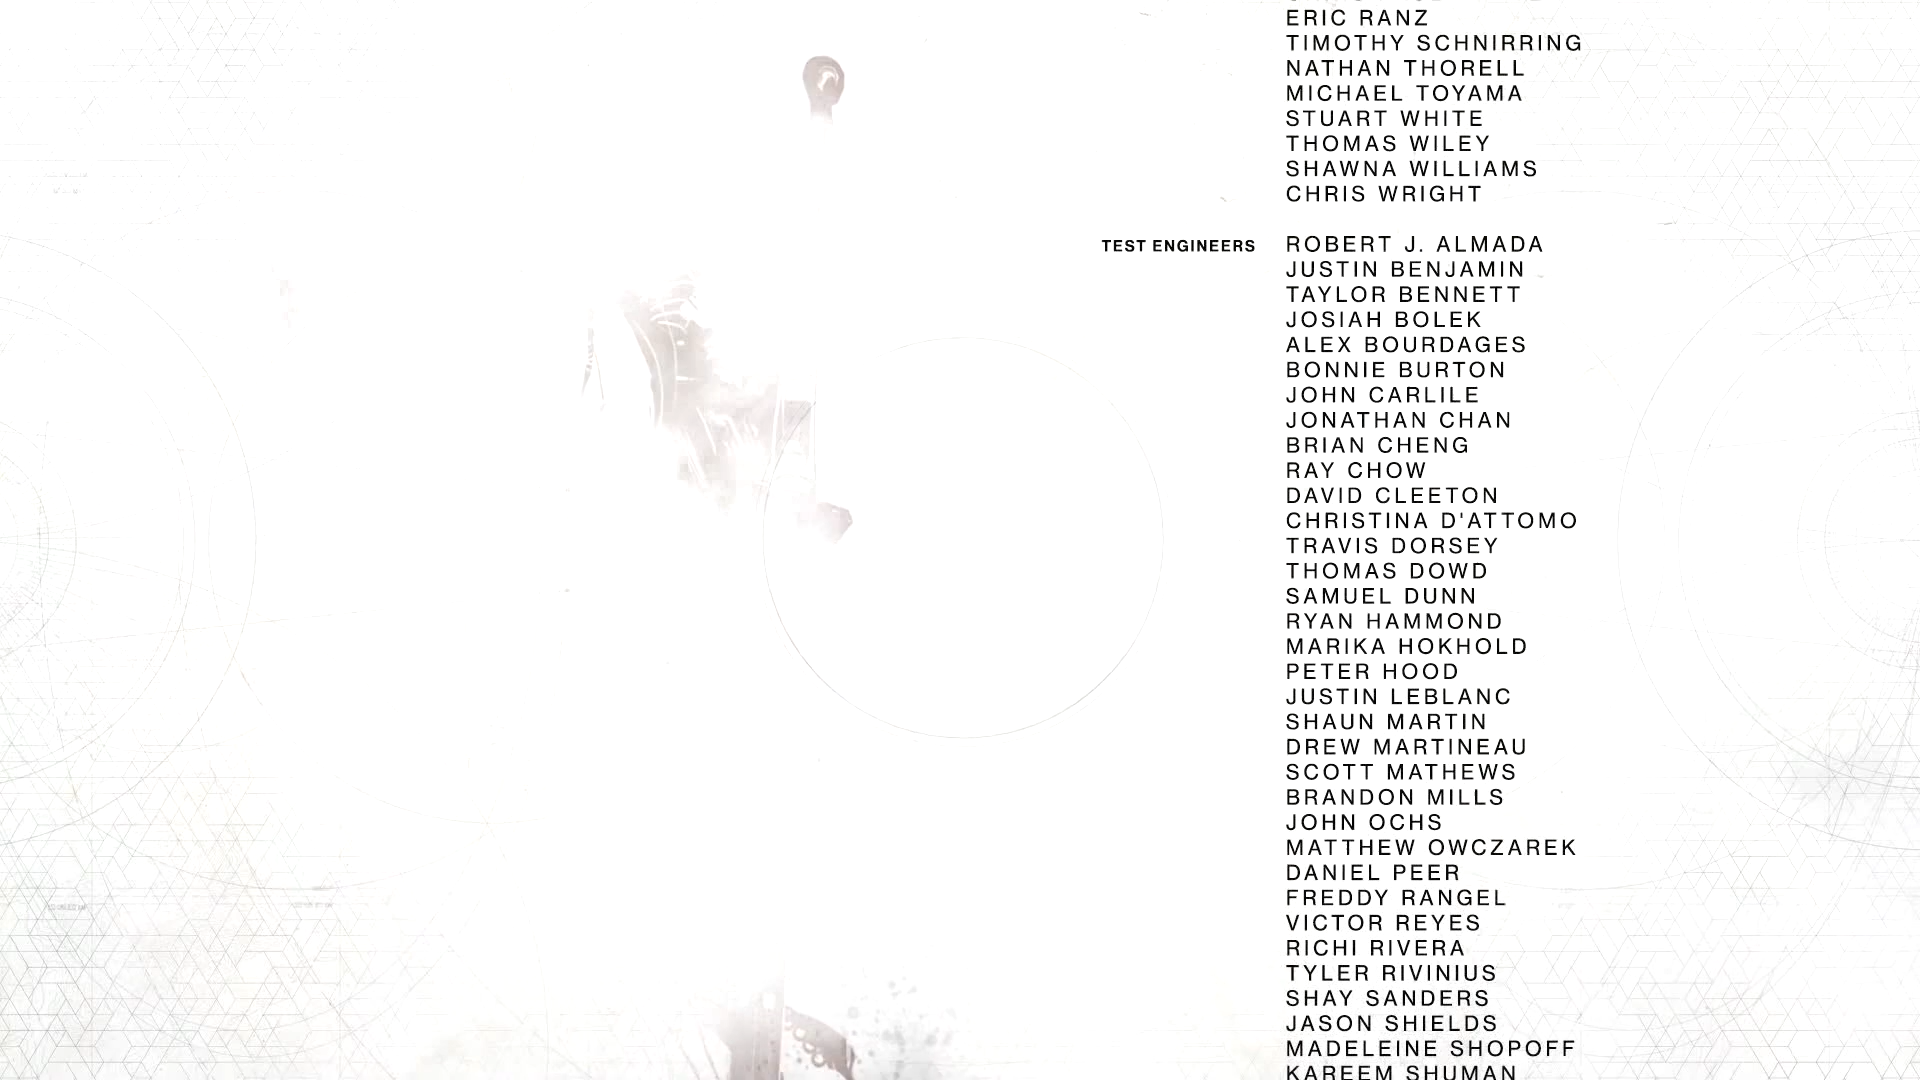 ERIC RANZ
TIMOTHY SCHNIRRING
NATHAN THORELL
MICHAEL TOYAMA
STUART WHITE
THOMAS WILEY
SHAWNA WILLIAMS
CHRIS WRIGHT
TEST ENGINEERS ROBERT J. ALMADA
JUSTIN BENJAMIN
TAYLOR BENNETT
JOSIAH BOLEK
ALEX BOURDAGES
BONNIE BURTON
JOHN CARLILE
JONATHAN CHAN
BRIAN CHENG
RAY CHOW
DAVID CLEETON
CHRISTINA D'ATTOMO
TRAVIS DORSEY
THOMAS DOWD
SAMUEL DUNN
RYAN HAMMOND
MARIKA HOKHOLD
PETER HOOD
JUSTIN LEBLANC
SHAUN MARTIN
DREW MARTINEAU
SCOTT MATHEWS
BRANDON MILLS
JOHN OCHS
MATTHEW OWCZAREK
DANIEL PEER
FREDDY RANGEL
VICTOR REYES
RICHI RIVERA
TYLER RIVINIUS
SHAY SANDERS
JASON SHIELDS
MADELEINE SHOPOFF
KAREEM SHUMAN